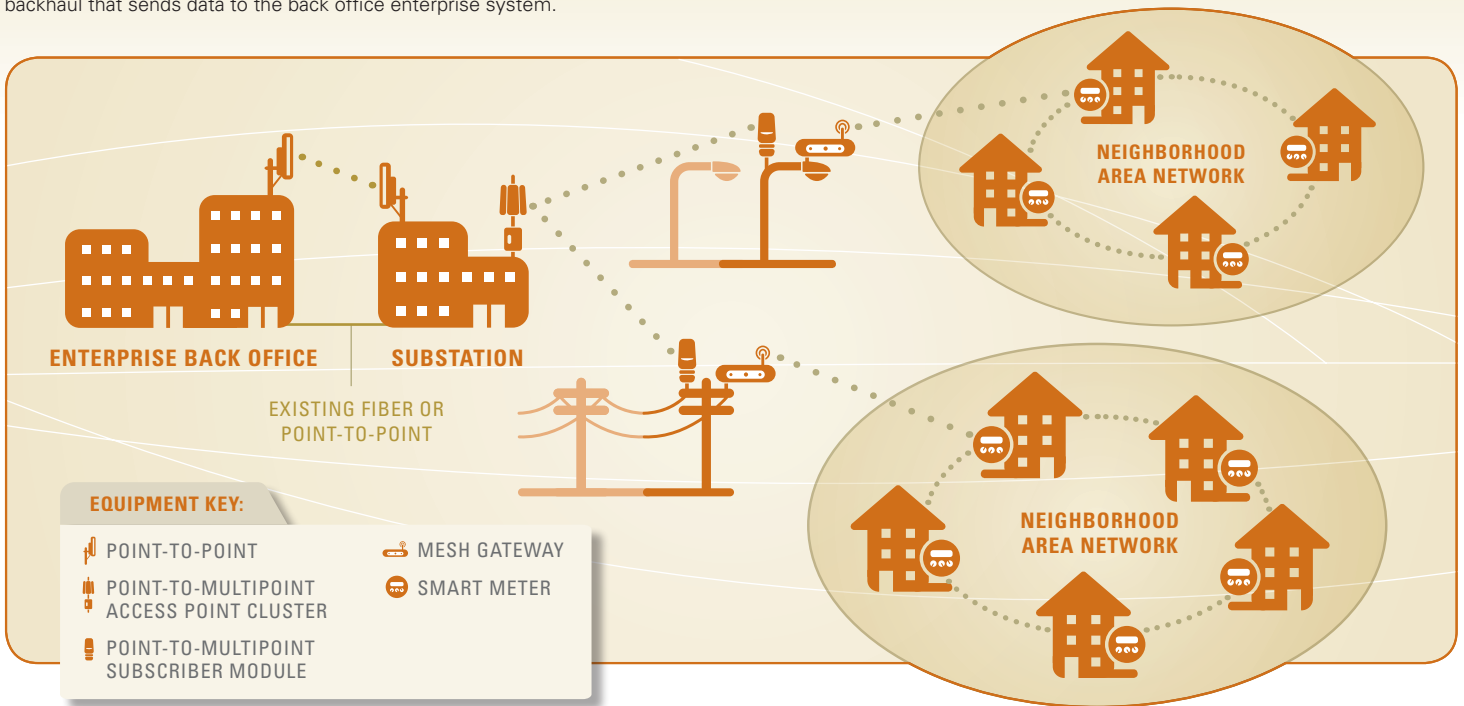 backhaul that sends data to the back office enterprise system.
NEIGHBORHOOD
AREA NETWORK
ENTERPRISE BACK OFFICE
SUBSTATION
EXISTING FIBER OR
POINT-TO-POINT
NEIGHBORHOOD
AREA NETWORK
EQUIPMENT KEY:
POINT-TO-POINT
POINT-TO-MULTIPOINT
ACCESS POINT CLUSTER
POINT-TO-MULTIPOINT
SUBSCRIBER MODULE
MESH GATEWAY
SMART METER